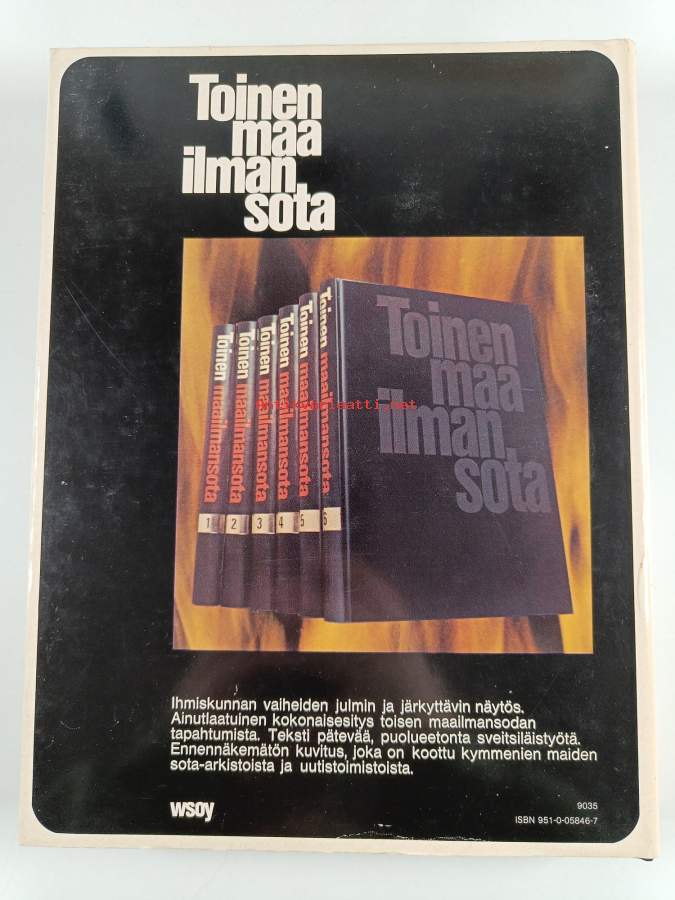 Toinen
maa
ilman
sota
Toinen maailmansota
1
Toinen maailmansota
2
Toinen maailmansota
3
Toinen maailmansota
4
Toinen maailmansota
5
Toinen maailmansota
6
Toinen
maa
ilman
sota
Ihmiskunnan vaiheiden julmin ja järkyttävin näytös.
Ainutlaatuinen kokonaisesitys toisen maailmansodan
tapahtumista. Teksti pätevää, puolueetonta sveitsiläistyötä.
Ennennäkemätön kuvitus, joka on koottu kymmenien maiden
sota-arkistoista ja uutistoimistoista.
wsoy
9035
ISBN 951-0-05846-7